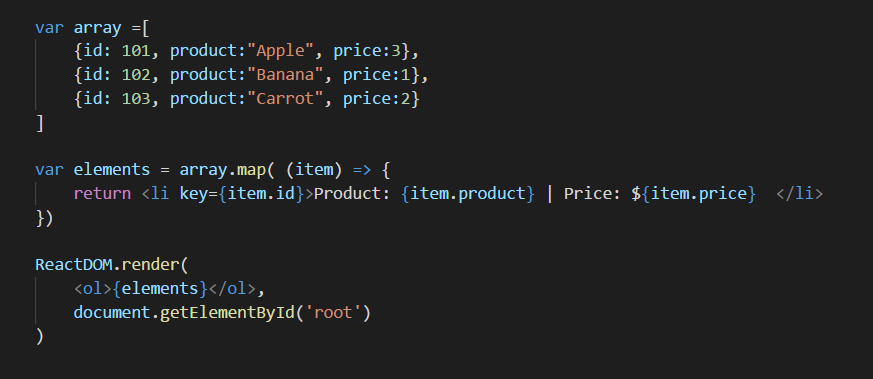 var array =[
    {id: 101, product:"Apple", price:3},
    {id: 102, product:"Banana", price:1},
    {id: 103, product:"Carrot", price:2}
]

var elements = array.map( (item) => {
    return <li key={item.id}>Product: {item.product} | Price: ${item.price}  </li>
})

ReactDOM.render(
    <ol>{elements}</ol>,
    document.getElementById('root')
)